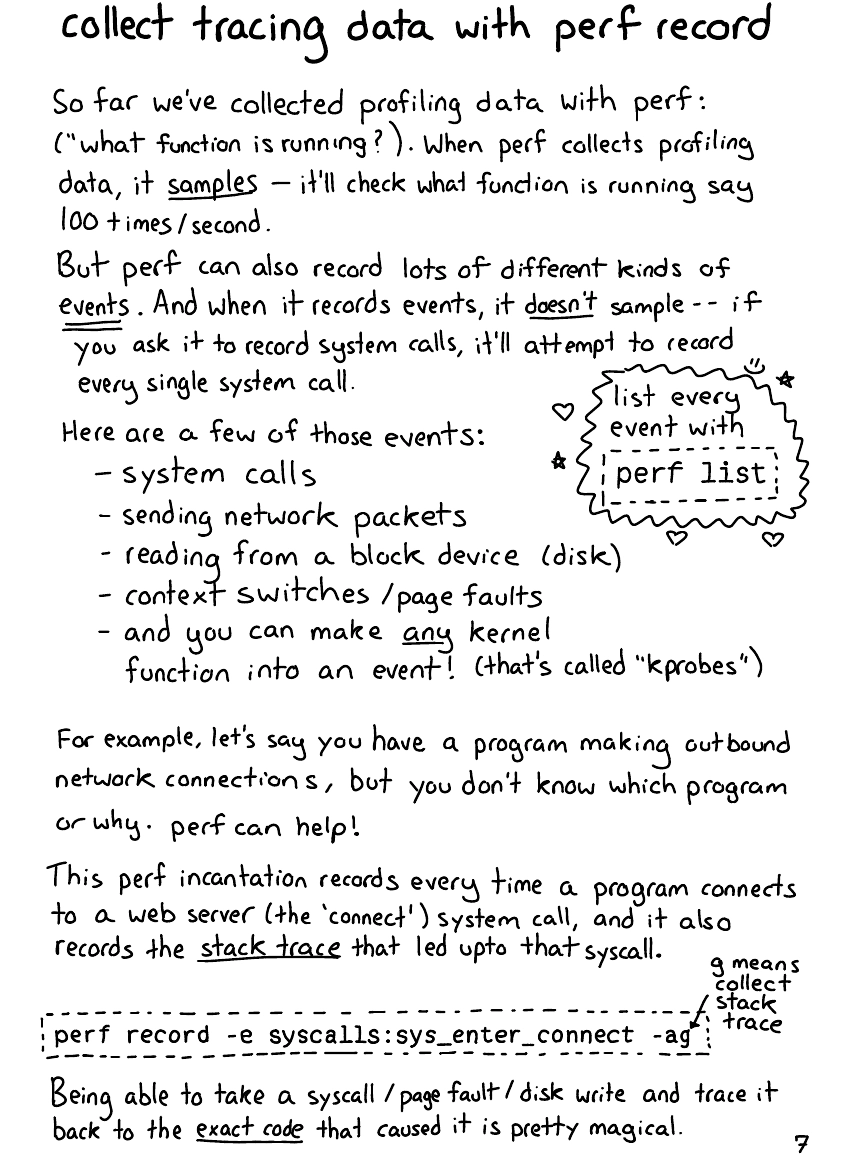 collect tracing data with perf record
So far we've collected profiling data with perf:
("what function is running?). When perf collects profiling
data, it samples — it'll check what function is running say
100 times/second.
But perf can also record lots of different kinds of
events. And when it records events, it doesn't sample -- if
you ask it to record system calls, it'll attempt to record
every single system call.
list every
event with
perf list
Here are a few of those events:
- system calls
- sending network packets
- reading from a block device (disk)
- context switches /page faults
- and you can make any kernel
function into an event! (that's called "kprobes")
For example, let's say you have a program making outbound
network connections, but you don't know which program
or why. perf can help!
This perf incantation records every time a program connects
to a web server (the 'connect') system call, and it also
records the stack trace that led upto that syscall.
g means
collect
stack
trace
perf record -e syscalls:sys_enter_connect -ag
Being able to take a syscall / page fault / disk write and trace it
back to the exact code that caused it is pretty magical.
7